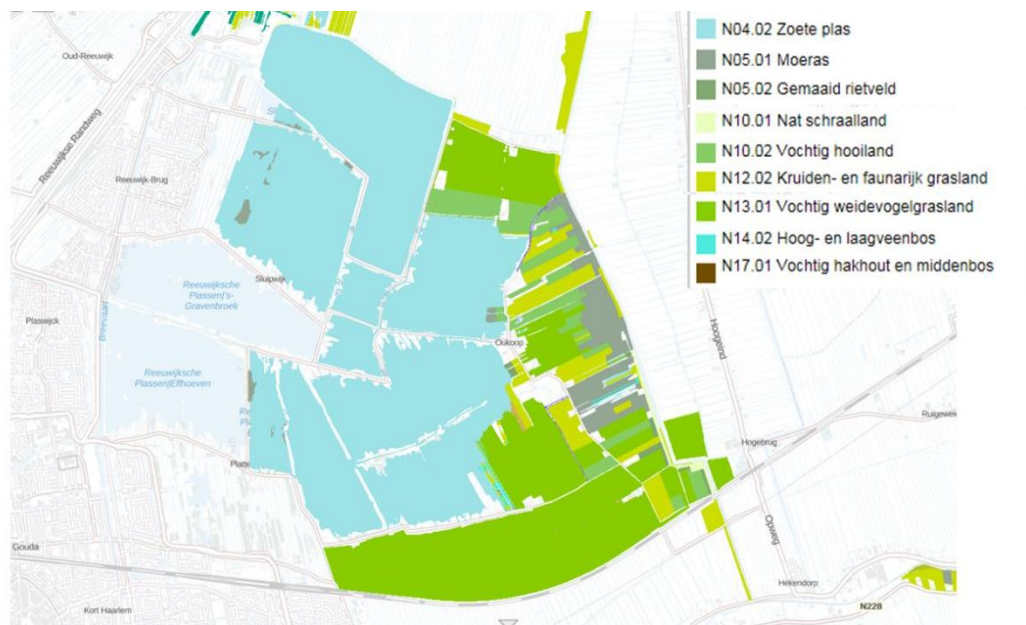 Oud-Reeuwijk
Reeuwijkse Randweg
Reeuwijk-Brug
Sluipwijk
Reeuwijksche
Plassen|'s-
Gravenbroek
Plaswijck
Breevaart
Reeuwijksche
Plassen|Elfhoeven
Oukoop
Gouda
Kort Haarlem
Hoogeind
Hogebrug
Ruigewei
Opweg
Hekendorp
N228
N04.02 Zoete plas
N05.01 Moeras
N05.02 Gemaaid rietveld
N10.01 Nat schraalland
N10.02 Vochtig hooiland
N12.02 Kruiden- en faunarijk grasland
N13.01 Vochtig weidevogelgrasland
N14.02 Hoog- en laagveenbos
N17.01 Vochtig hakhout en middenbos